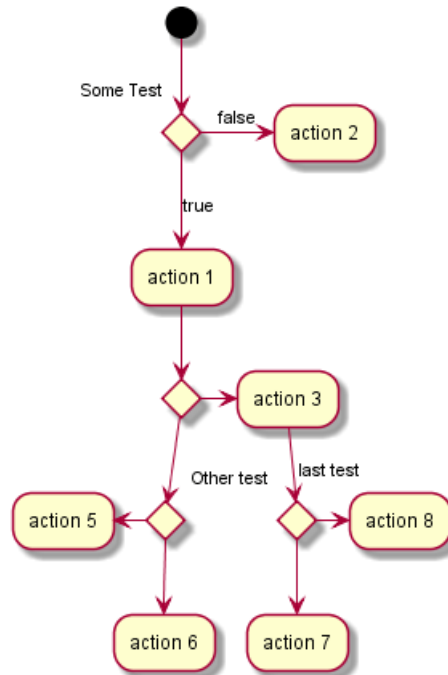 Some Test
false
action 2
true
action 1
action 3
Other test
last test
action 5
action 8
action 6
action 7